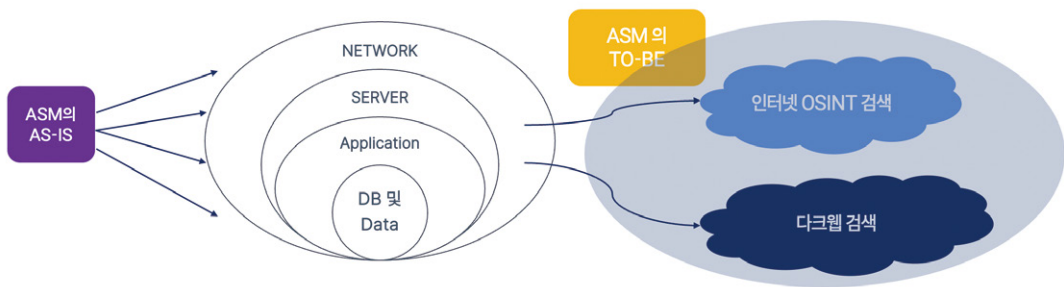 ASM의
AS-IS
NETWORK
SERVER
Application
DB 및
Data
ASM 의
TO-BE
인터넷 OSINT 검색
다크웹 검색